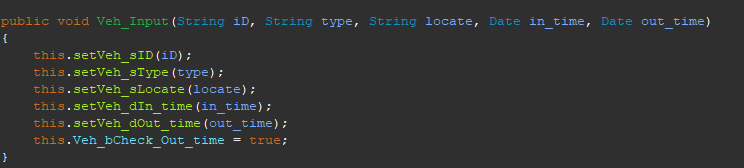 public void Veh_Input(String iD, String type, String locate, Date in_time, Date out_time)
{
    this.setVeh_sID(iD);
    this.setVeh_sType(type);
    this.setVeh_sLocate(locate);
    this.setVeh_dIn_time(in_time);
    this.setVeh_dOut_time(out_time);
    this.Veh_bCheck_Out_time = true;
}